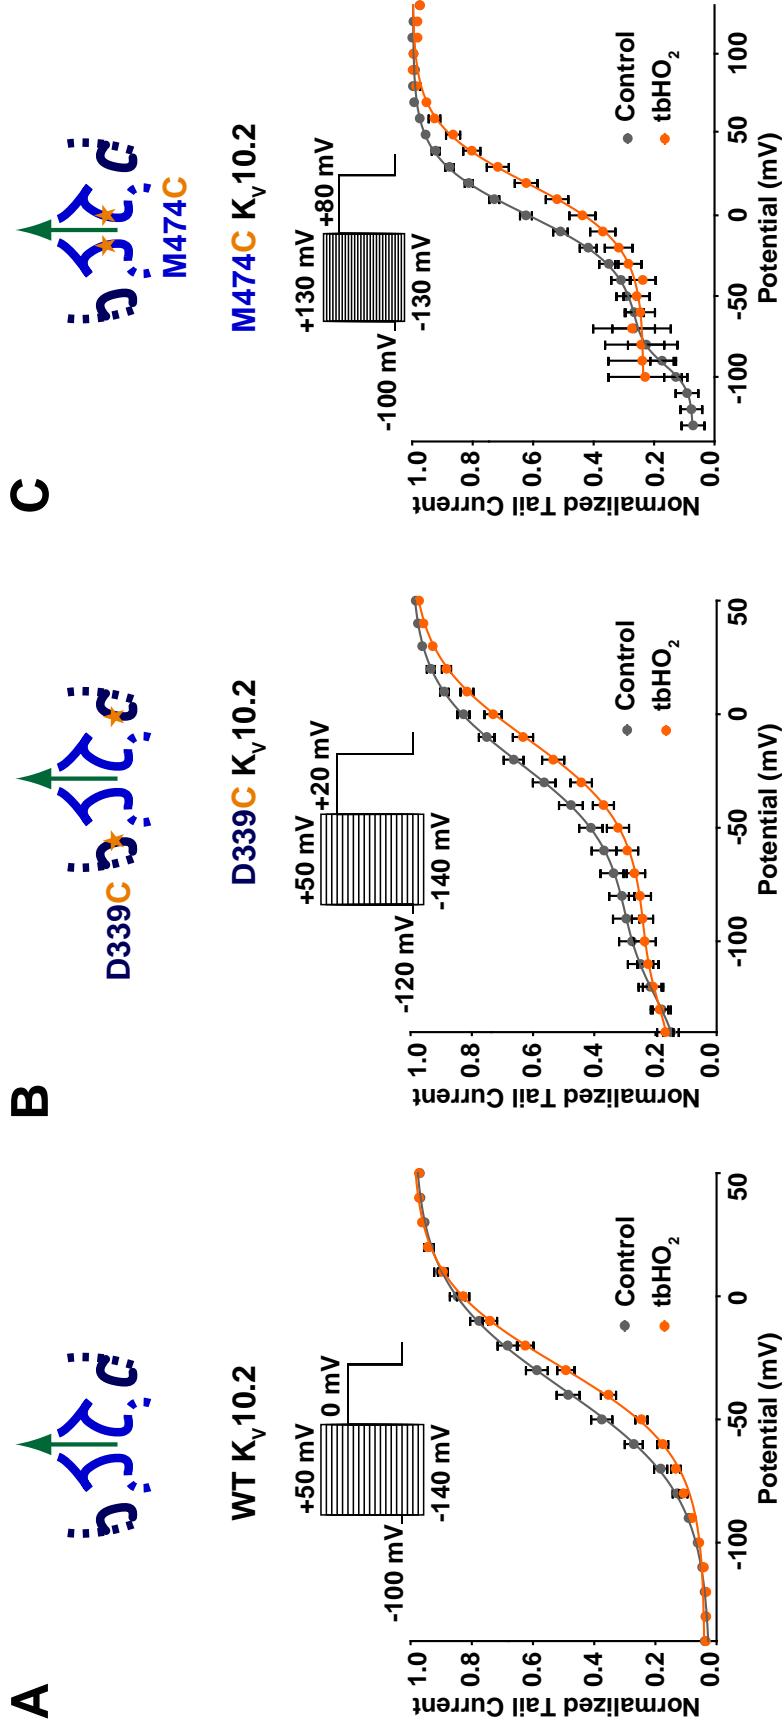 A
WT Kv10.2
+50 mV
0 mV
-100 mV
-140 mV
Normalized Tail Current
1.0
0.8
0.6
0.4
0.2
0.0
Control
tbHO2
-100
-50
0
50
Potential (mV)
B
D339C
D339C Kv10.2
+50 mV
+20 mV
-120 mV
-140 mV
Normalized Tail Current
1.0
0.8
0.6
0.4
0.2
0.0
Control
tbHO2
-100
-50
0
50
Potential (mV)
C
M474C
M474C Kv10.2
+130 mV
+80 mV
-100 mV
-130 mV
Normalized Tail Current
1.0
0.8
0.6
0.4
0.2
0.0
Control
tbHO2
-100
-50
0
50
100
Potential (mV)